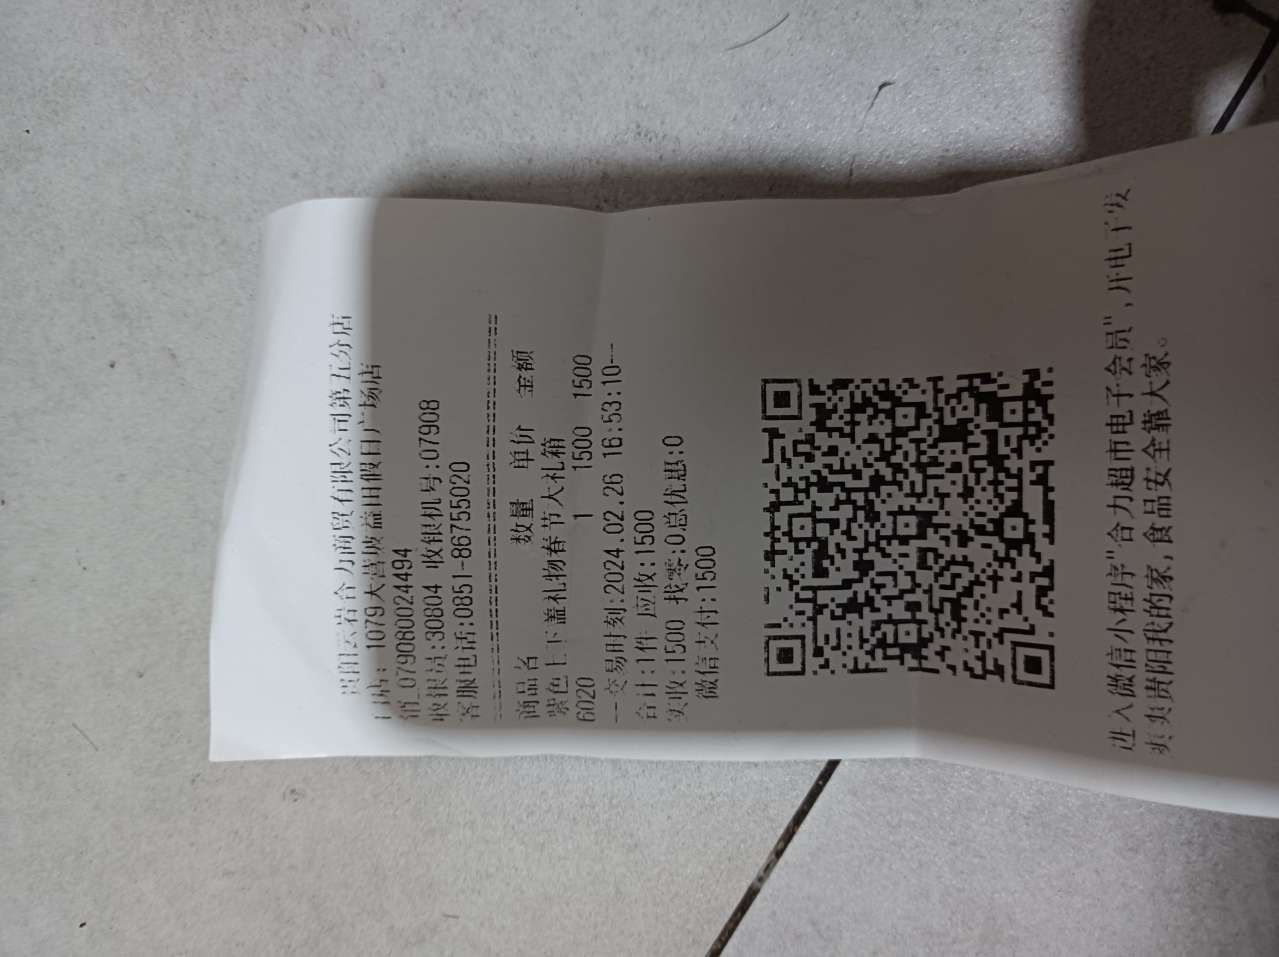 贵阳云岩合力商贸有限公司第五分店
门店: 1079大营坡益田假日广场店
销_079080024494
收银员:30804 收银机号:07908
客服电话:0851-86755020
商品名 数量 单价 金额
紫色上下盖礼物春节大礼箱
6020 1 1500 1500
--交易时刻:2024.02.26 16:53:10--
合计:1件 应收:1500
实收:1500 找零:0总优惠:0
微信支付:1500
进入微信小程序"合力超市电子会员",开电子发
爽爽贵阳我的家,食品安全靠大家。